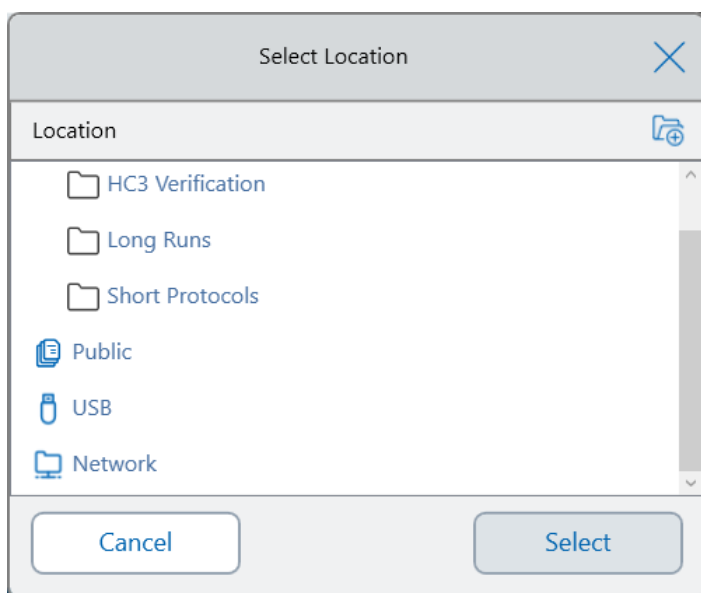 Select Location
Location
HC3 Verification
Long Runs
Short Protocols
Public
USB
Network
Cancel
Select